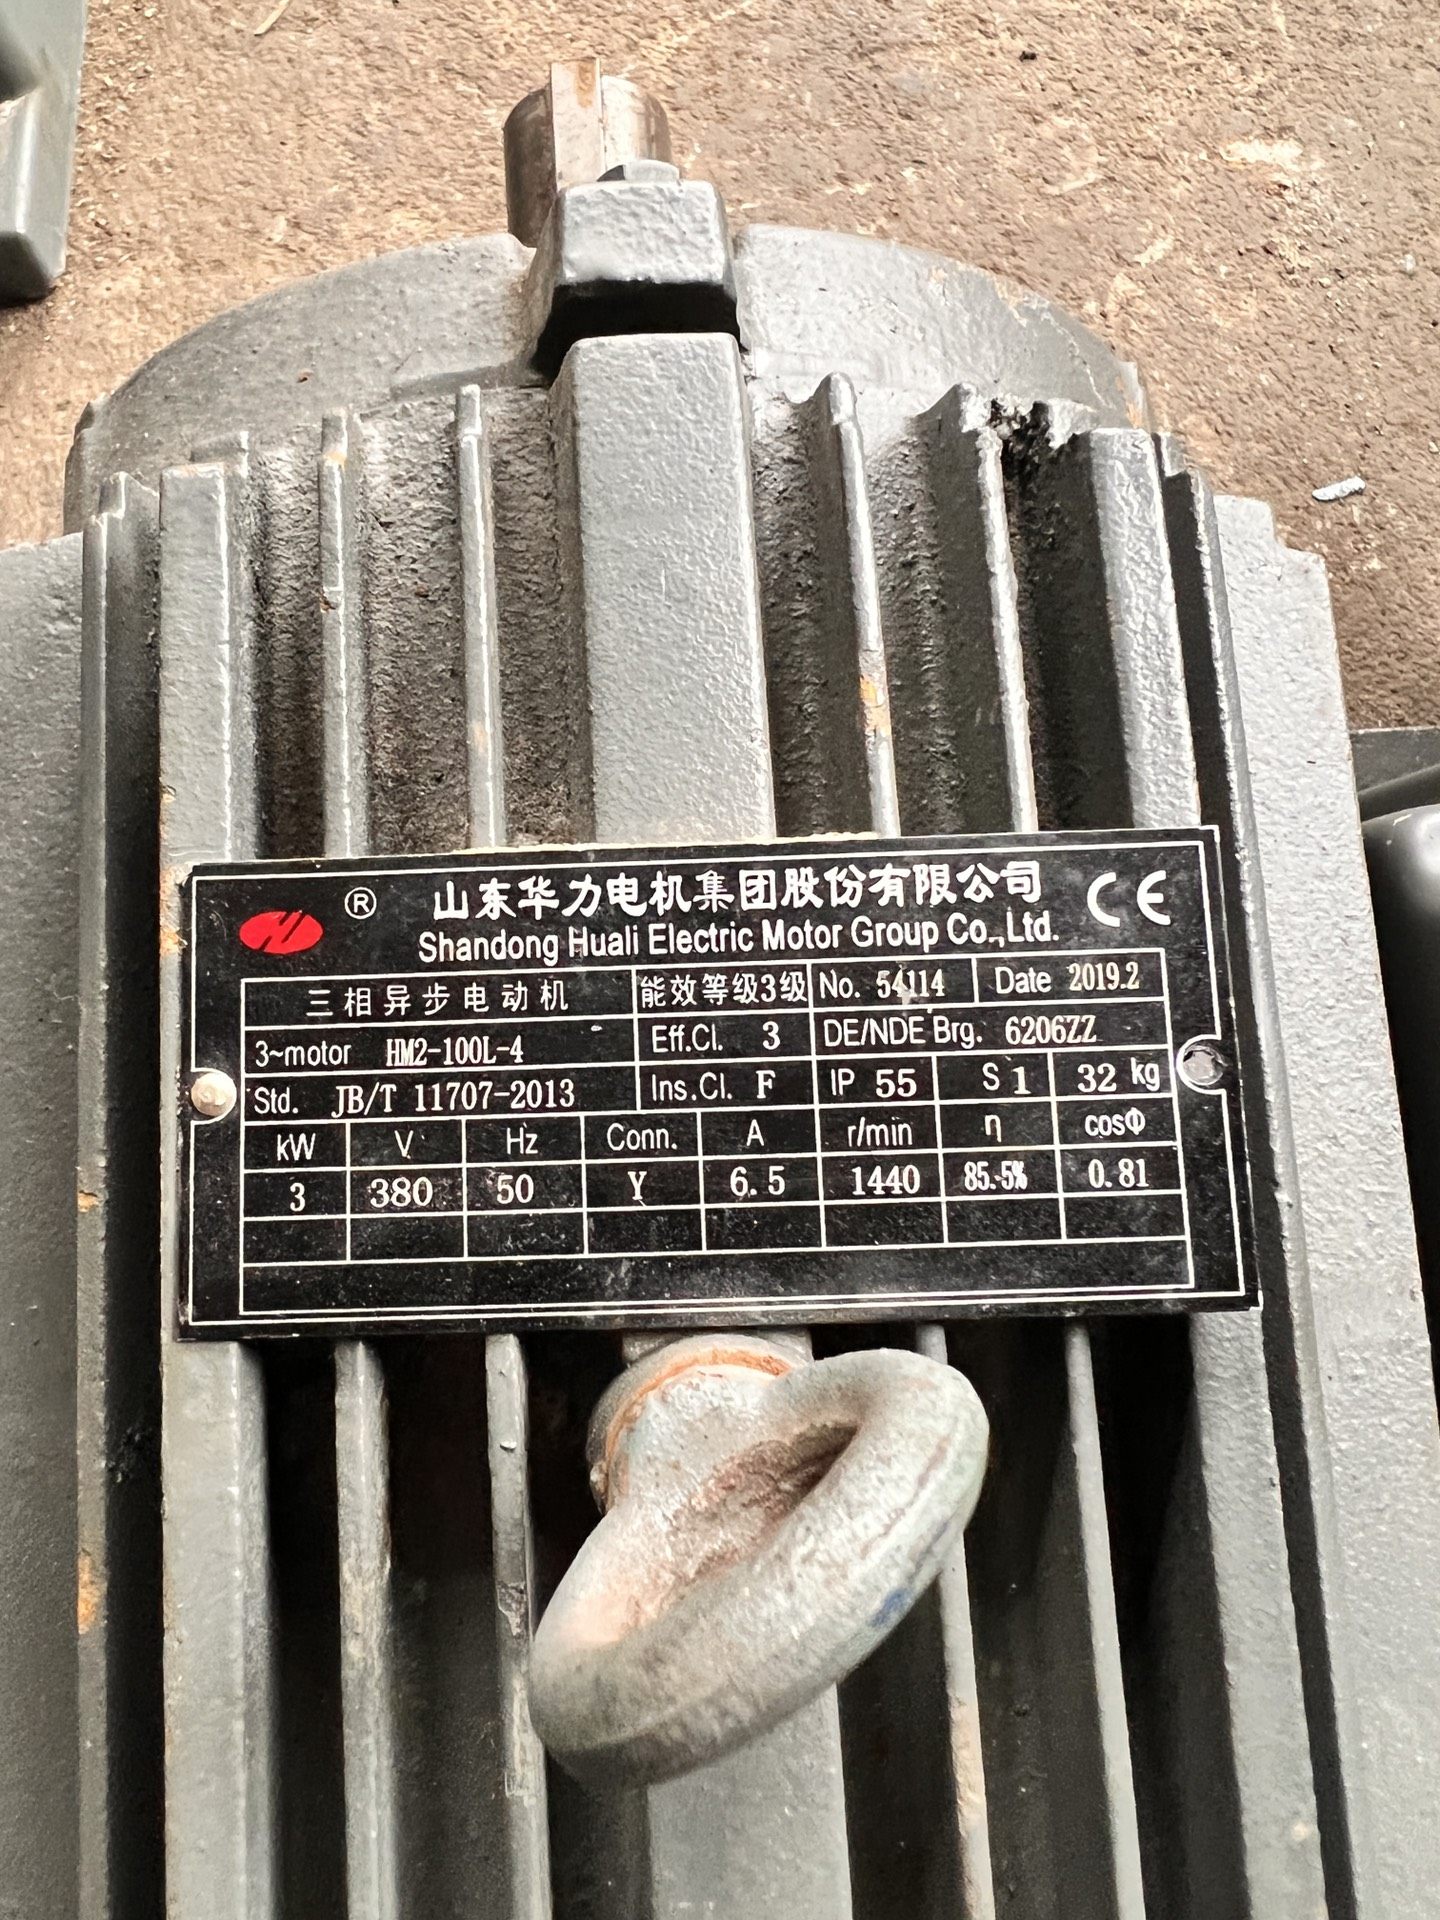 ® 山东华力电机集团股份有限公司 CE
Shandong Huali Electric Motor Group Co.,Ltd.
三相异步电动机 能效等级3级 No. 54114 Date 2019.2
3~motor HM2-100L-4 Eff.Cl. 3 DE/NDE Brg. 6206ZZ
Std. JB/T 11707-2013 Ins.Cl. F IP 55 S1 32 kg
kW V Hz Conn. A r/min η cosΦ
3 380 50 Y 6.5 1440 85.5% 0.81